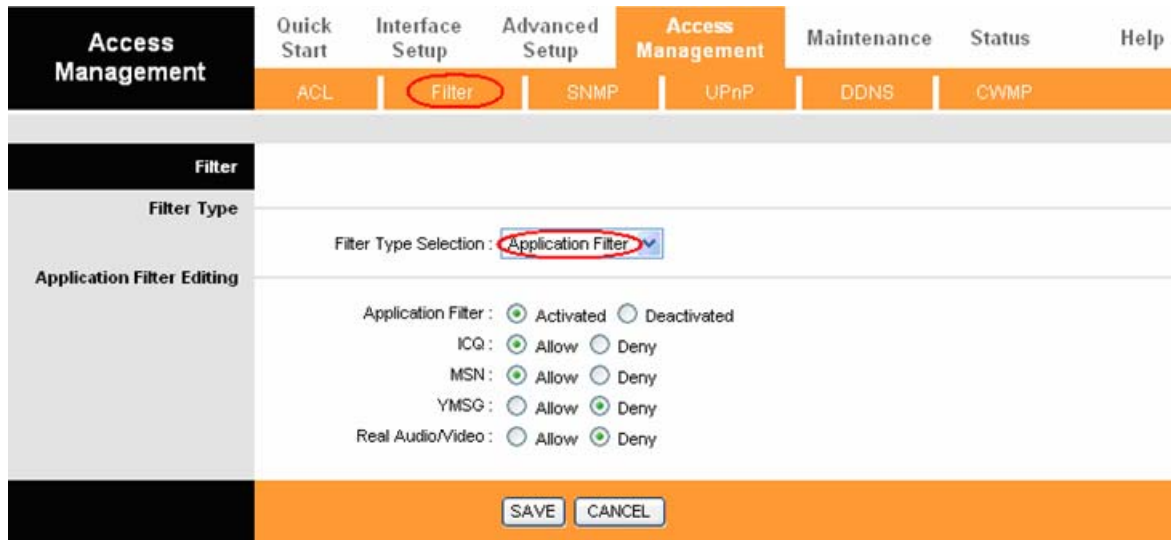 Access Management
Quick Start
Interface Setup
Advanced Setup
Access Management
Maintenance
Status
Help
ACL
Filter
SNMP
UPnP
DDNS
CWMP
Filter
Filter Type
Filter Type Selection : Application Filter
Application Filter Editing
Application Filter : Activated Deactivated
ICQ : Allow Deny
MSN : Allow Deny
YMSG : Allow Deny
Real Audio/Video : Allow Deny
SAVE CANCEL